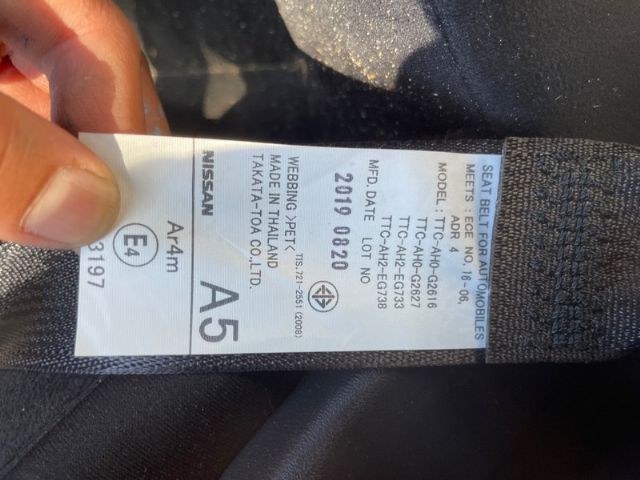 SEAT BELT FOR AUTOMOBILES
MEETS : ECE NO. 16-06,
ADR 4
MODEL : TTC-AH0-G2616
TTC-AH0-G2627
TTC-AH2-EG733
TTC-AH2-EG738
MFD. DATE LOT NO
2019 0820
WEBBING >PET< TIS.721-2551 (2008)
MADE IN THAILAND
TAKATA-TOA CO.,LTD.
NISSAN A5
Ar4m
E4
3197